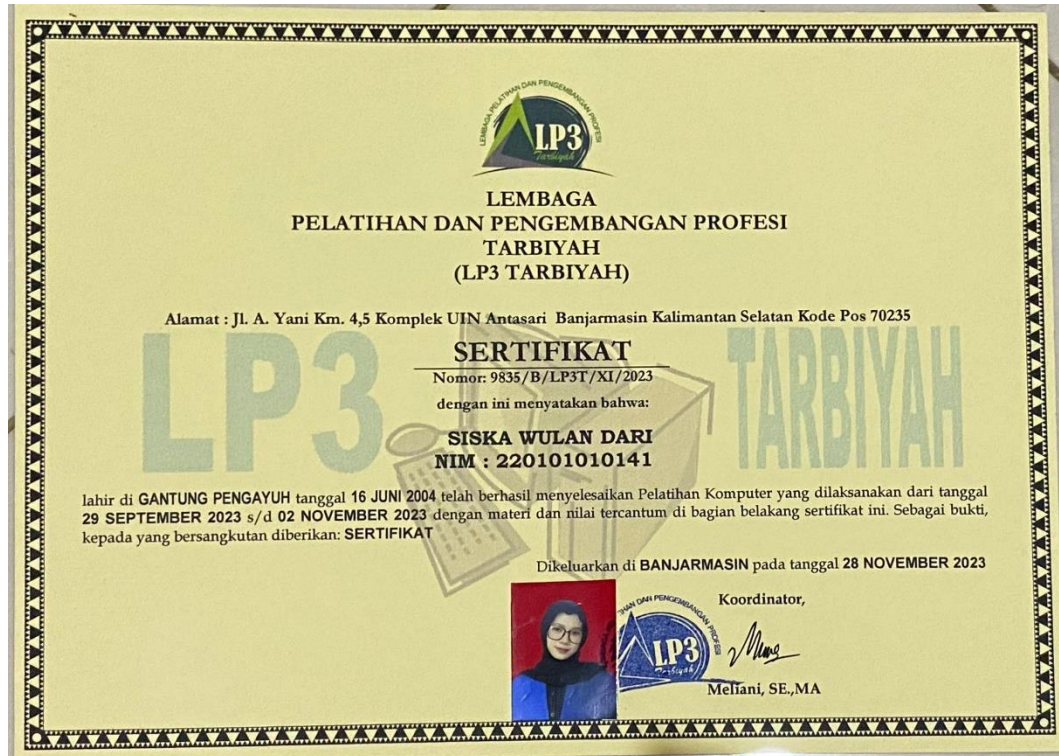 LEMBAGA PELATIHAN DAN PENGEMBANGAN PROFESI
LP3
Tarbiyah
LEMBAGA
PELATIHAN DAN PENGEMBANGAN PROFESI
TARBIYAH
(LP3 TARBIYAH)
Alamat : Jl. A. Yani Km. 4,5 Komplek UIN Antasari Banjarmasin Kalimantan Selatan Kode Pos 70235
LP3 TARBIYAH
SERTIFIKAT
Nomor: 9835/B/LP3T/XI/2023
dengan ini menyatakan bahwa:
SISKA WULAN DARI
NIM : 220101010141
lahir di GANTUNG PENGAYUH tanggal 16 JUNI 2004 telah berhasil menyelesaikan Pelatihan Komputer yang dilaksanakan dari tanggal
29 SEPTEMBER 2023 s/d 02 NOVEMBER 2023 dengan materi dan nilai tercantum di bagian belakang sertifikat ini. Sebagai bukti,
kepada yang bersangkutan diberikan: SERTIFIKAT
Dikeluarkan di BANJARMASIN pada tanggal 28 NOVEMBER 2023
Koordinator,
DAN PENGEMBANGAN PROFESI
LP3
Tarbiyah
Meliani, SE.,MA